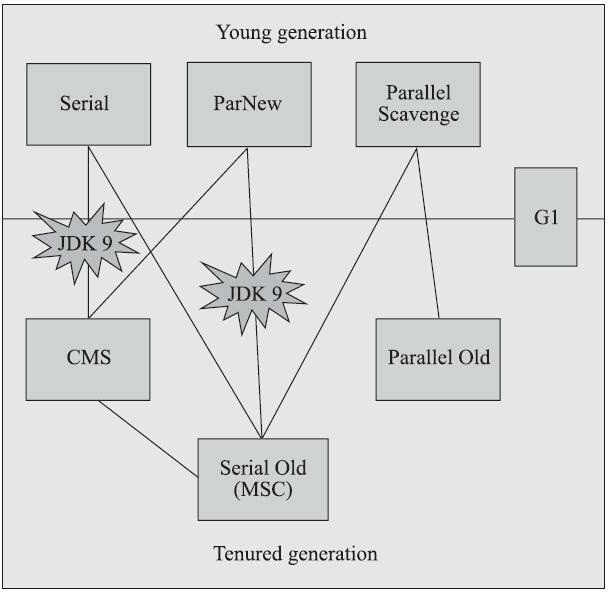 Young generation
Serial
ParNew
Parallel
Scavenge
G1
JDK 9
JDK 9
CMS
Parallel Old
Serial Old
(MSC)
Tenured generation